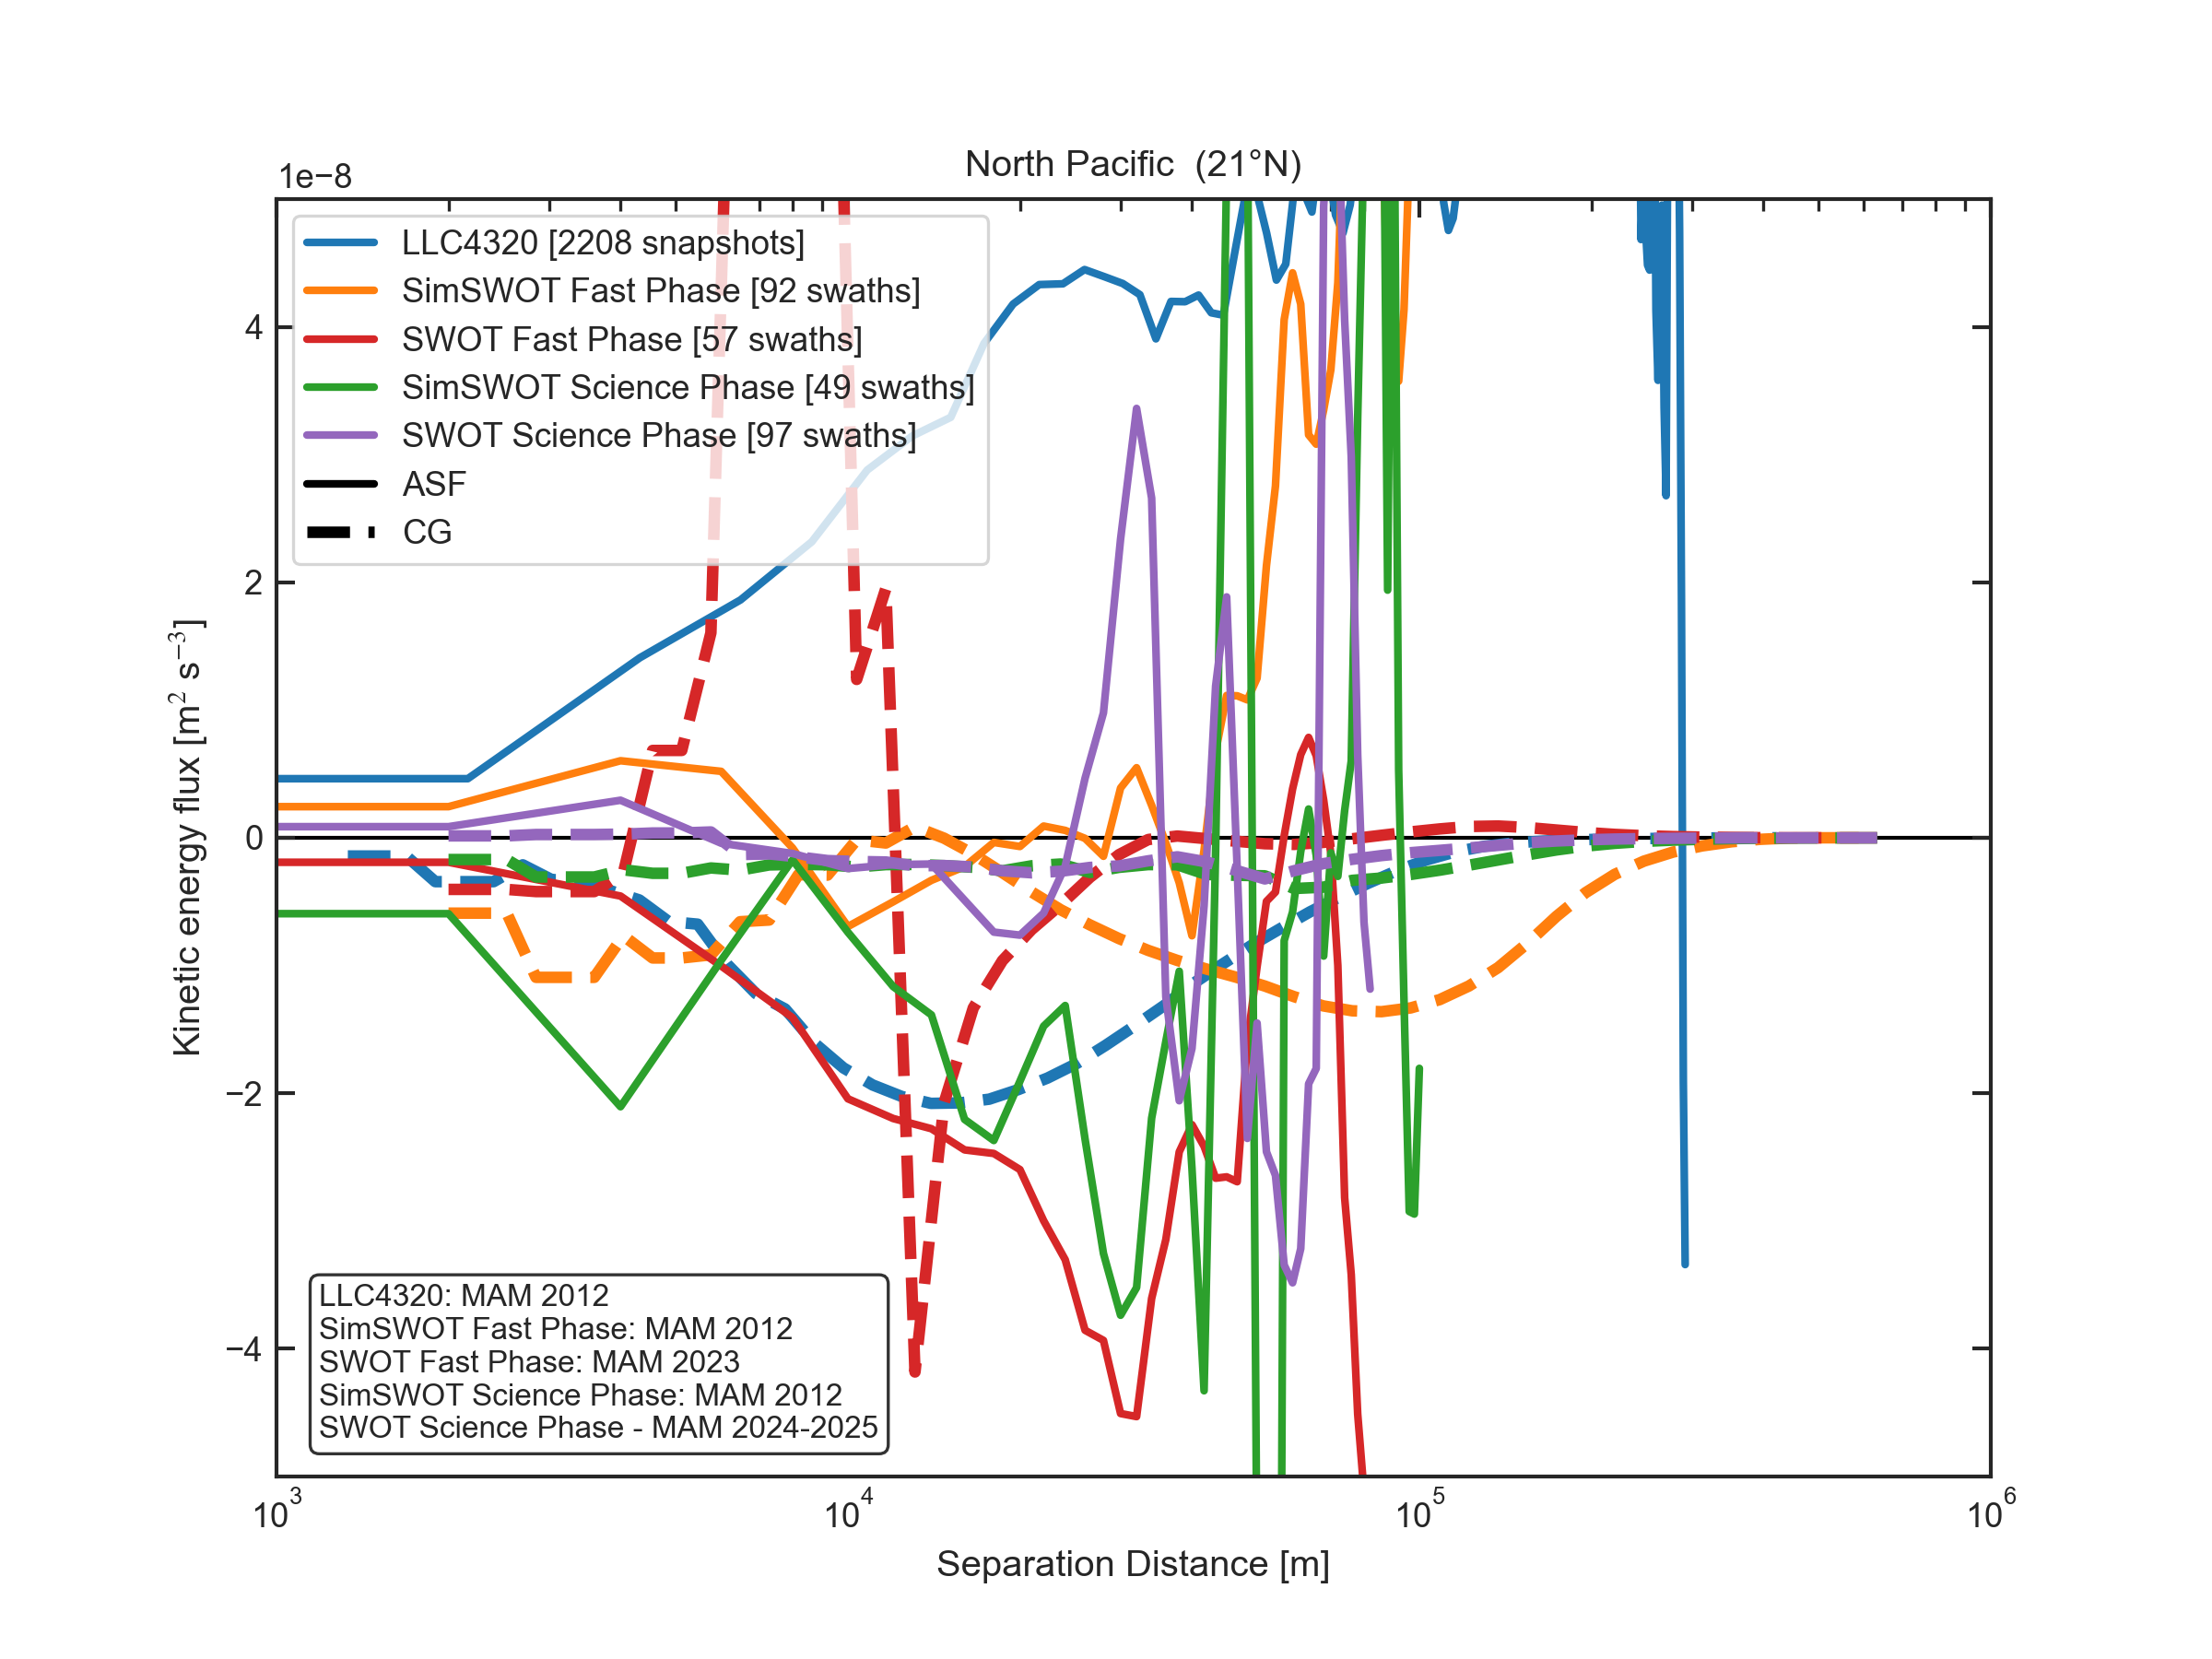 North Pacific  (21°N)
1e−8
LLC4320 [2208 snapshots]
SimSWOT Fast Phase [92 swaths]
SWOT Fast Phase [57 swaths]
SimSWOT Science Phase [49 swaths]
SWOT Science Phase [97 swaths]
ASF
CG
4
2
0
−2
−4
Kinetic energy flux [m² s⁻³]
LLC4320: MAM 2012
SimSWOT Fast Phase: MAM 2012
SWOT Fast Phase: MAM 2023
SimSWOT Science Phase: MAM 2012
SWOT Science Phase - MAM 2024-2025
10³ 10⁴ 10⁵ 10⁶
Separation Distance [m]